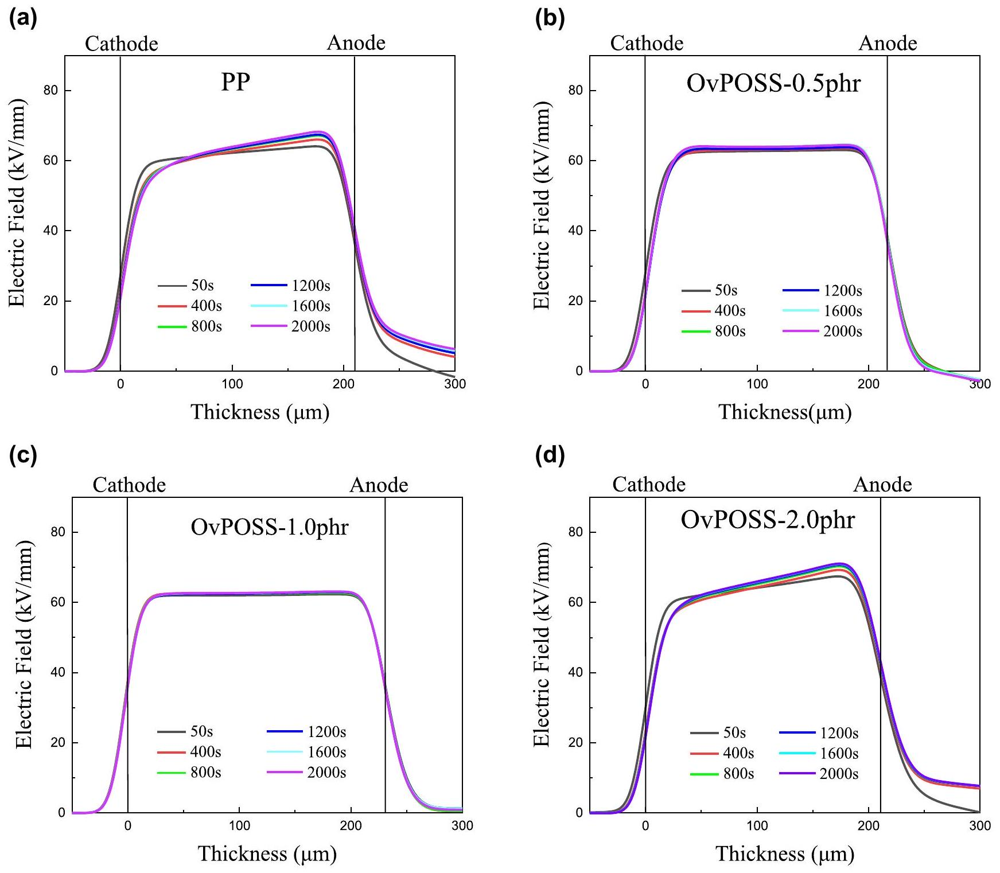 (a)
Cathode
Anode
PP
Electric Field (kV/mm)
80
60
40
20
0
50s
400s
800s
1200s
1600s
2000s
0
100
200
300
Thickness (μm)
(b)
Cathode
Anode
OvPOSS-0.5phr
Electric Field (kV/mm)
80
60
40
20
0
50s
400s
800s
1200s
1600s
2000s
0
100
200
300
Thickness(μm)
(c)
Cathode
Anode
OvPOSS-1.0phr
Electric Field (kV/mm)
80
60
40
20
0
50s
400s
800s
1200s
1600s
2000s
0
100
200
300
Thickness (μm)
(d)
Cathode
Anode
OvPOSS-2.0phr
Electric Field (kV/mm)
80
60
40
20
0
50s
400s
800s
1200s
1600s
2000s
0
100
200
300
Thickness (μm)